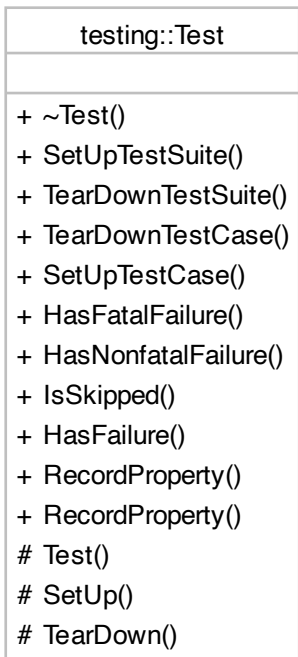 testing::Test
+ ~Test()
+ SetUpTestSuite()
+ TearDownTestSuite()
+ TearDownTestCase()
+ SetUpTestCase()
+ HasFatalFailure()
+ HasNonfatalFailure()
+ IsSkipped()
+ HasFailure()
+ RecordProperty()
+ RecordProperty()
# Test()
# SetUp()
# TearDown()